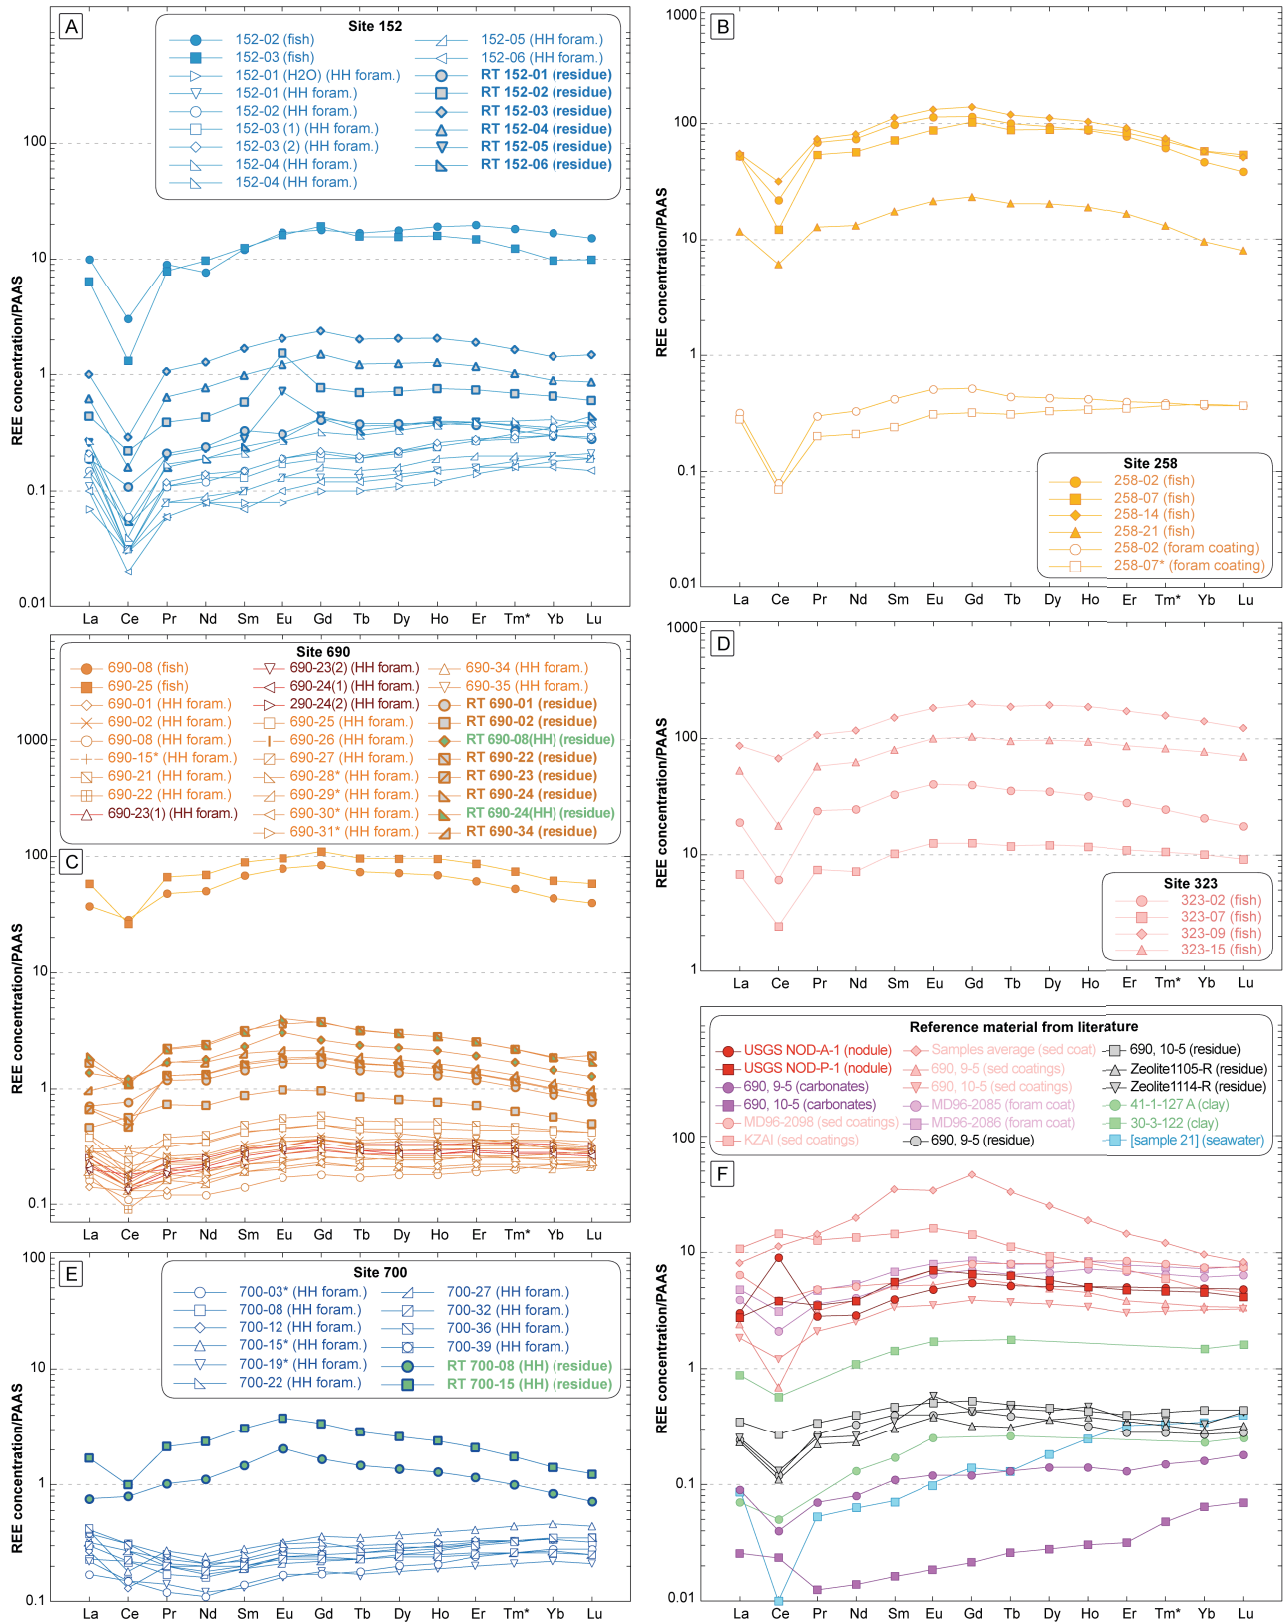 A
Site 152
152-02 (fish)
152-03 (fish)
152-01 (H2O) (HH foram.)
152-01 (HH foram.)
152-02 (HH foram.)
152-03 (1) (HH foram.)
152-03 (2) (HH foram.)
152-04 (HH foram.)
152-04 (HH foram.)
152-05 (HH foram.)
152-06 (HH foram.)
RT 152-01 (residue)
RT 152-02 (residue)
RT 152-03 (residue)
RT 152-04 (residue)
RT 152-05 (residue)
RT 152-06 (residue)
REE concentration/PAAS
100
10
1
0.1
0.01
La Ce Pr Nd Sm Eu Gd Tb Dy Ho Er Tm* Yb Lu
B
REE concentration/PAAS
1000
100
10
1
0.1
0.01
Site 258
258-02 (fish)
258-07 (fish)
258-14 (fish)
258-21 (fish)
258-02 (foram coating)
258-07* (foram coating)
La Ce Pr Nd Sm Eu Gd Tb Dy Ho Er Tm* Yb Lu
Site 690
690-08 (fish)
690-25 (fish)
690-01 (HH foram.)
690-02 (HH foram.)
690-08 (HH foram.)
690-15* (HH foram.)
690-21 (HH foram.)
690-22 (HH foram.)
690-23(1) (HH foram.)
690-23(2) (HH foram.)
690-24(1) (HH foram.)
290-24(2) (HH foram.)
690-25 (HH foram.)
690-26 (HH foram.)
690-27 (HH foram.)
690-28* (HH foram.)
690-29* (HH foram.)
690-30* (HH foram.)
690-31* (HH foram.)
690-34 (HH foram.)
690-35 (HH foram.)
RT 690-01 (residue)
RT 690-02 (residue)
RT 690-08(HH) (residue)
RT 690-22 (residue)
RT 690-23 (residue)
RT 690-24 (residue)
RT 690-24(HH) (residue)
RT 690-34 (residue)
C
REE concentration/PAAS
1000
100
10
1
0.1
La Ce Pr Nd Sm Eu Gd Tb Dy Ho Er Tm* Yb Lu
D
REE concentration/PAAS
1000
100
10
1
Site 323
323-02 (fish)
323-07 (fish)
323-09 (fish)
323-15 (fish)
La Ce Pr Nd Sm Eu Gd Tb Dy Ho Er Tm* Yb Lu
E
Site 700
700-03* (HH foram.)
700-08 (HH foram.)
700-12 (HH foram.)
700-15* (HH foram.)
700-19* (HH foram.)
700-22 (HH foram.)
700-27 (HH foram.)
700-32 (HH foram.)
700-36 (HH foram.)
700-39 (HH foram.)
RT 700-08 (HH) (residue)
RT 700-15 (HH) (residue)
REE concentration/PAAS
100
10
1
0.1
La Ce Pr Nd Sm Eu Gd Tb Dy Ho Er Tm* Yb Lu
Reference material from literature
USGS NOD-A-1 (nodule)
USGS NOD-P-1 (nodule)
690, 9-5 (carbonates)
690, 10-5 (carbonates)
MD96-2098 (sed coatings)
KZAI (sed coatings)
Samples average (sed coat)
690, 9-5 (sed coatings)
690, 10-5 (sed coatings)
MD96-2085 (foram coat)
MD96-2086 (foram coat)
690, 9-5 (residue)
690, 10-5 (residue)
Zeolite1105-R (residue)
Zeolite1114-R (residue)
41-1-127 A (clay)
30-3-122 (clay)
[sample 21] (seawater)
F
REE concentration/PAAS
100
10
1
0.1
0.01
La Ce Pr Nd Sm Eu Gd Tb Dy Ho Er Tm* Yb Lu